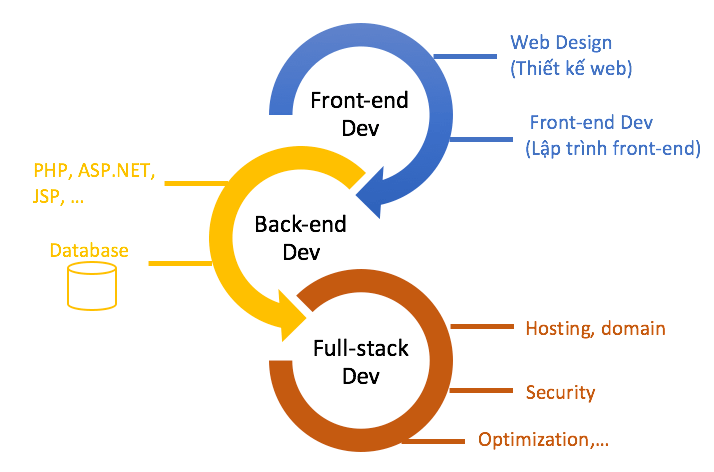 Web Design
(Thiết kế web)
Front-end
Dev
Front-end Dev
(Lập trình front-end)
PHP, ASP.NET,
JSP, ...
Back-end
Dev
Database
Full-stack
Dev
Hosting, domain
Security
Optimization,...